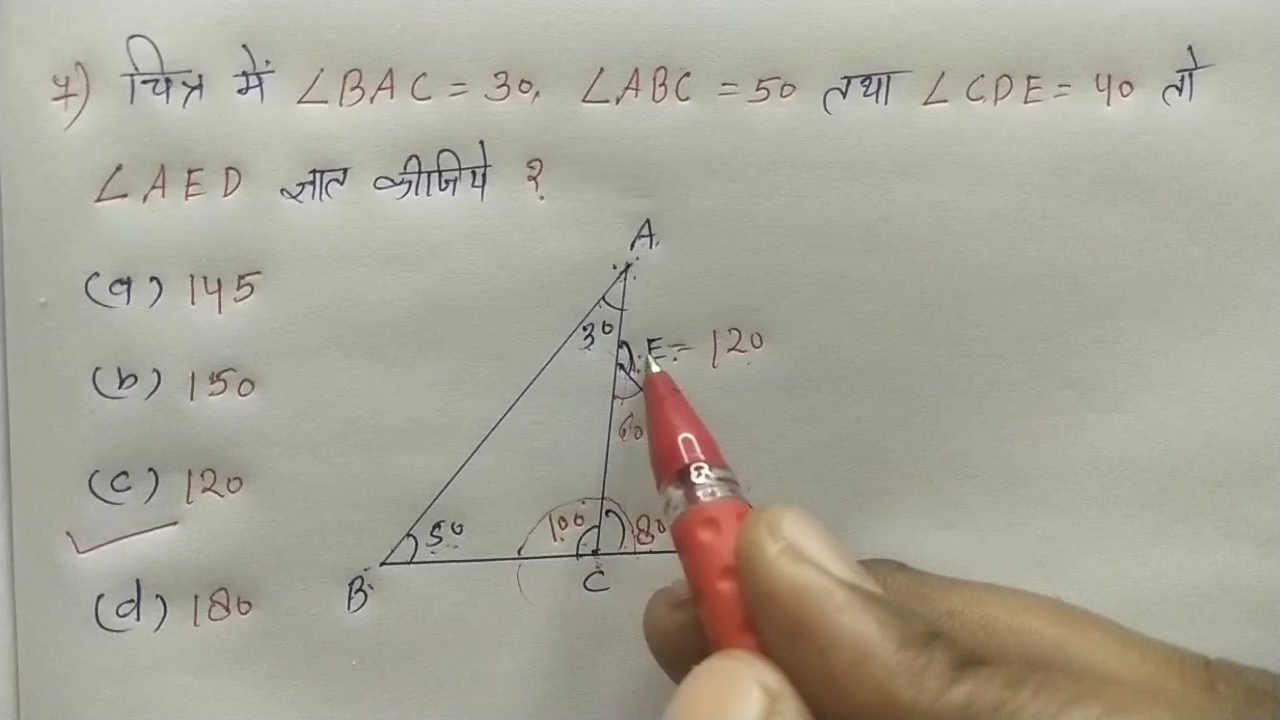 7) चित्र में ∠BAC = 30, ∠ABC = 50 तथा ∠CDE = 40 तो
∠AED ज्ञात कीजिये ?
(a) 145
(b) 150
(c) 120
(d) 180
A
30
E = 120
60
50
100
80
B
C